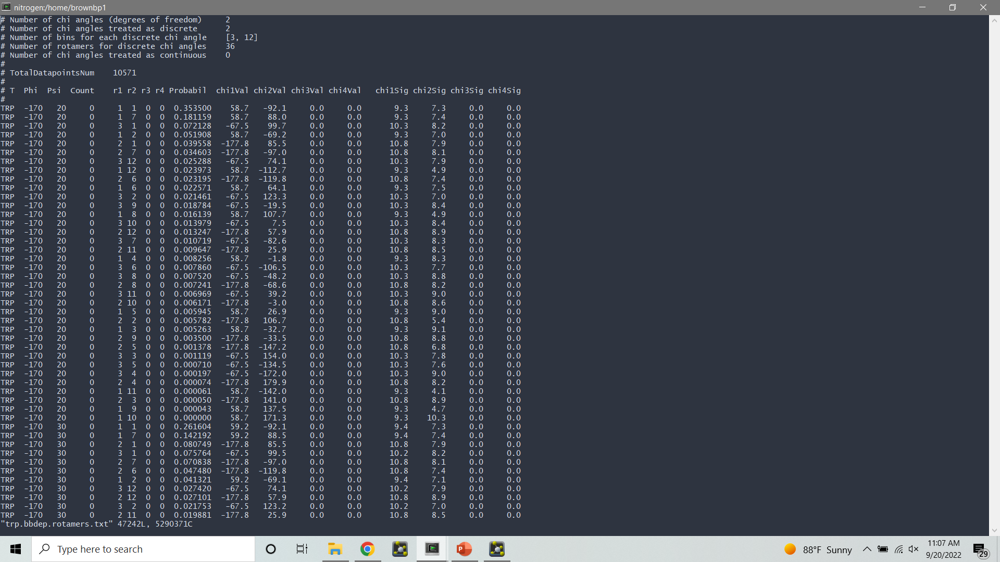 nitrogen:/home/brownbp1
# Number of chi angles (degrees of freedom)     2
# Number of chi angles treated as discrete      2
# Number of bins for each discrete chi angle    [3, 12]
# Number of rotamers for discrete chi angles    36
# Number of chi angles treated as continuous    0
#
# TotalDatapointsNum    10571
#
# T  Phi  Psi  Count    r1 r2 r3 r4 Probabil  chi1Val chi2Val chi3Val chi4Val   chi1Sig chi2Sig chi3Sig chi4Sig
#
TRP  -170   20     0     1  1  0  0  0.353500    58.7   -92.1     0.0     0.0       9.3     7.3     0.0     0.0
TRP  -170   20     0     1  7  0  0  0.181159    58.7    88.0     0.0     0.0       9.3     7.4     0.0     0.0
TRP  -170   20     0     3  1  0  0  0.072128   -67.5    99.7     0.0     0.0      10.3     8.2     0.0     0.0
TRP  -170   20     0     1  2  0  0  0.051908    58.7   -69.2     0.0     0.0       9.3     7.0     0.0     0.0
TRP  -170   20     0     2  1  0  0  0.039558  -177.8    85.5     0.0     0.0      10.8     7.9     0.0     0.0
TRP  -170   20     0     2  7  0  0  0.034603  -177.8   -97.0     0.0     0.0      10.8     8.1     0.0     0.0
TRP  -170   20     0     3 12  0  0  0.025288   -67.5    74.1     0.0     0.0      10.3     7.9     0.0     0.0
TRP  -170   20     0     1 12  0  0  0.023973    58.7  -112.7     0.0     0.0       9.3     4.9     0.0     0.0
TRP  -170   20     0     2  6  0  0  0.023195  -177.8  -119.8     0.0     0.0      10.8     7.4     0.0     0.0
TRP  -170   20     0     1  6  0  0  0.022571    58.7    64.1     0.0     0.0       9.3     7.5     0.0     0.0
TRP  -170   20     0     3  2  0  0  0.021461   -67.5   123.3     0.0     0.0      10.3     7.0     0.0     0.0
TRP  -170   20     0     3  9  0  0  0.018784   -67.5   -19.5     0.0     0.0      10.3     8.4     0.0     0.0
TRP  -170   20     0     1  8  0  0  0.016139    58.7   107.7     0.0     0.0       9.3     4.9     0.0     0.0
TRP  -170   20     0     3 10  0  0  0.013979   -67.5     7.5     0.0     0.0      10.3     8.4     0.0     0.0
TRP  -170   20     0     2 12  0  0  0.013247  -177.8    57.9     0.0     0.0      10.8     8.9     0.0     0.0
TRP  -170   20     0     3  7  0  0  0.010719   -67.5   -82.6     0.0     0.0      10.3     8.3     0.0     0.0
TRP  -170   20     0     2 11  0  0  0.009647  -177.8    25.9     0.0     0.0      10.8     8.5     0.0     0.0
TRP  -170   20     0     1  4  0  0  0.008256    58.7    -1.8     0.0     0.0       9.3     8.3     0.0     0.0
TRP  -170   20     0     3  6  0  0  0.007860   -67.5  -106.5     0.0     0.0      10.3     7.7     0.0     0.0
TRP  -170   20     0     3  8  0  0  0.007520   -67.5   -48.2     0.0     0.0      10.3     8.8     0.0     0.0
TRP  -170   20     0     2  8  0  0  0.007241  -177.8   -68.6     0.0     0.0      10.8     8.2     0.0     0.0
TRP  -170   20     0     3 11  0  0  0.006969   -67.5    39.2     0.0     0.0      10.3     9.0     0.0     0.0
TRP  -170   20     0     2 10  0  0  0.006171  -177.8    -3.0     0.0     0.0      10.8     8.6     0.0     0.0
TRP  -170   20     0     1  5  0  0  0.005945    58.7    26.9     0.0     0.0       9.3     9.0     0.0     0.0
TRP  -170   20     0     2  2  0  0  0.005782  -177.8   106.7     0.0     0.0      10.8     5.4     0.0     0.0
TRP  -170   20     0     1  3  0  0  0.005263    58.7   -32.7     0.0     0.0       9.3     9.1     0.0     0.0
TRP  -170   20     0     2  9  0  0  0.003500  -177.8   -33.5     0.0     0.0      10.8     8.8     0.0     0.0
TRP  -170   20     0     2  5  0  0  0.001378  -177.8  -147.2     0.0     0.0      10.8     6.8     0.0     0.0
TRP  -170   20     0     3  3  0  0  0.001119   -67.5   154.0     0.0     0.0      10.3     7.8     0.0     0.0
TRP  -170   20     0     3  5  0  0  0.000710   -67.5  -134.5     0.0     0.0      10.3     7.6     0.0     0.0
TRP  -170   20     0     3  4  0  0  0.000197   -67.5  -172.0     0.0     0.0      10.3     9.0     0.0     0.0
TRP  -170   20     0     2  4  0  0  0.000074  -177.8   179.9     0.0     0.0      10.8     8.2     0.0     0.0
TRP  -170   20     0     1 11  0  0  0.000061    58.7  -142.0     0.0     0.0       9.3     4.1     0.0     0.0
TRP  -170   20     0     2  3  0  0  0.000050  -177.8   141.0     0.0     0.0      10.8     8.9     0.0     0.0
TRP  -170   20     0     1  9  0  0  0.000043    58.7   137.5     0.0     0.0       9.3     4.7     0.0     0.0
TRP  -170   20     0     1 10  0  0  0.000000    58.7   171.3     0.0     0.0       9.3    10.3     0.0     0.0
TRP  -170   30     0     1  1  0  0  0.261604    59.2   -92.1     0.0     0.0       9.4     7.3     0.0     0.0
TRP  -170   30     0     1  7  0  0  0.142192    59.2    88.5     0.0     0.0       9.4     7.4     0.0     0.0
TRP  -170   30     0     2  1  0  0  0.080749  -177.8    85.5     0.0     0.0      10.8     7.9     0.0     0.0
TRP  -170   30     0     3  1  0  0  0.075764   -67.5    99.5     0.0     0.0      10.2     8.2     0.0     0.0
TRP  -170   30     0     2  7  0  0  0.070838  -177.8   -97.0     0.0     0.0      10.8     8.1     0.0     0.0
TRP  -170   30     0     2  6  0  0  0.047480  -177.8  -119.8     0.0     0.0      10.8     7.4     0.0     0.0
TRP  -170   30     0     1  2  0  0  0.041321    59.2   -69.1     0.0     0.0       9.4     7.1     0.0     0.0
TRP  -170   30     0     3 12  0  0  0.027420   -67.5    74.1     0.0     0.0      10.2     7.9     0.0     0.0
TRP  -170   30     0     2 12  0  0  0.027101  -177.8    57.9     0.0     0.0      10.8     8.9     0.0     0.0
TRP  -170   30     0     3  2  0  0  0.021753   -67.5   123.2     0.0     0.0      10.2     7.0     0.0     0.0
TRP  -170   30     0     2 11  0  0  0.019881  -177.8    25.9     0.0     0.0      10.8     8.5     0.0     0.0
"trp.bbdep.rotamers.txt" 47242L, 5290371C
Type here to search
P
88°F Sunny
11:07 AM
9/20/2022
29